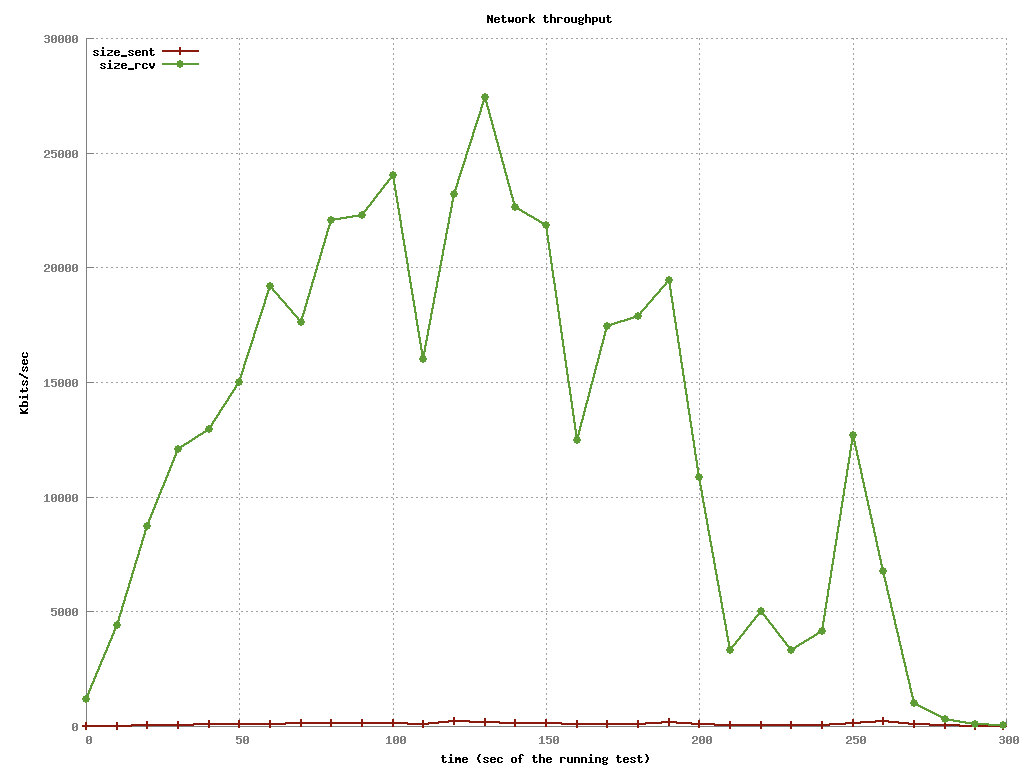 Network throughput
size_sent
size_rcv
30000
25000
20000
15000
10000
5000
0
Kbits/sec
0 50 100 150 200 250 300
time (sec of the running test)